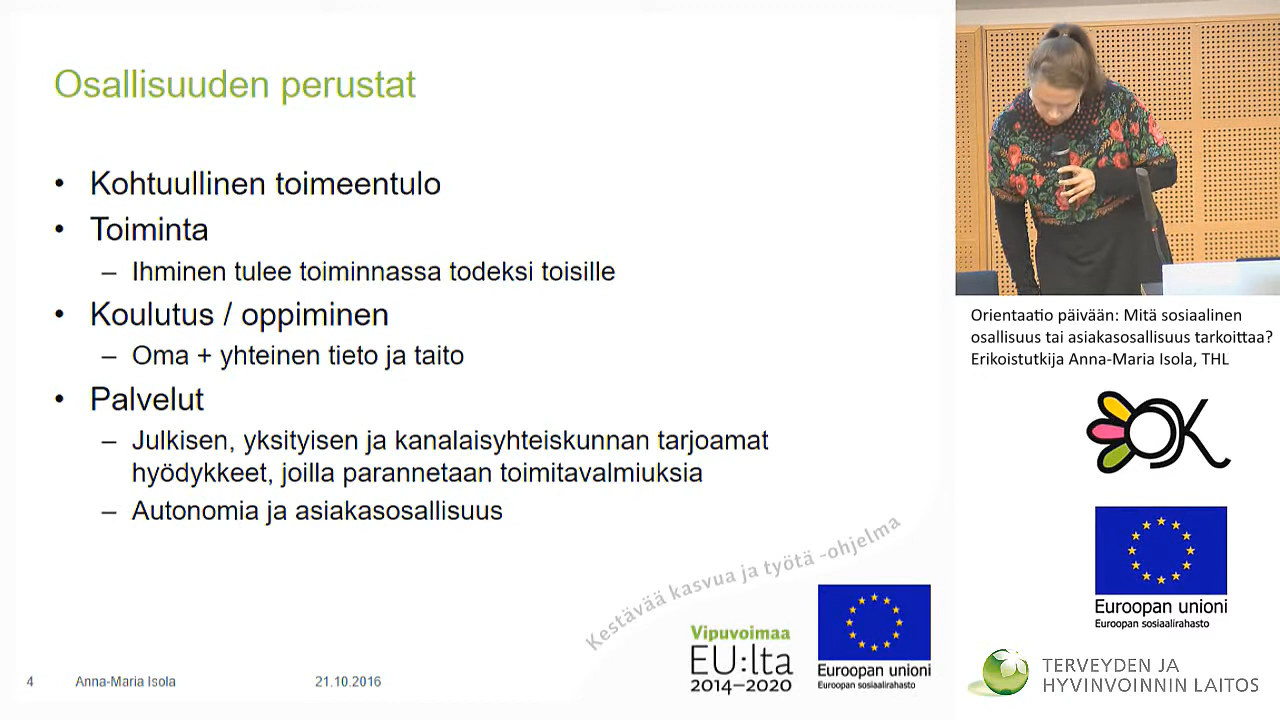 Osallisuuden perustat
• Kohtuullinen toimeentulo
• Toiminta
– Ihminen tulee toiminnassa todeksi toisille
• Koulutus / oppiminen
– Oma + yhteinen tieto ja taito
• Palvelut
– Julkisen, yksityisen ja kanalaisyhteiskunnan tarjoamat
hyödykkeet, joilla parannetaan toimitavalmiuksia
– Autonomia ja asiakasosallisuus
Kestävää kasvua ja työtä -ohjelma
Vipuvoimaa
EU:lta
2014–2020
Euroopan unioni
Euroopan sosiaalirahasto
4 Anna-Maria Isola 21.10.2016
Orientaatio päivään: Mitä sosiaalinen
osallisuus tai asiakasosallisuus tarkoittaa?
Erikoistutkija Anna-Maria Isola, THL
OK
Euroopan unioni
Euroopan sosiaalirahasto
TERVEYDEN JA
HYVINVOINNIN LAITOS